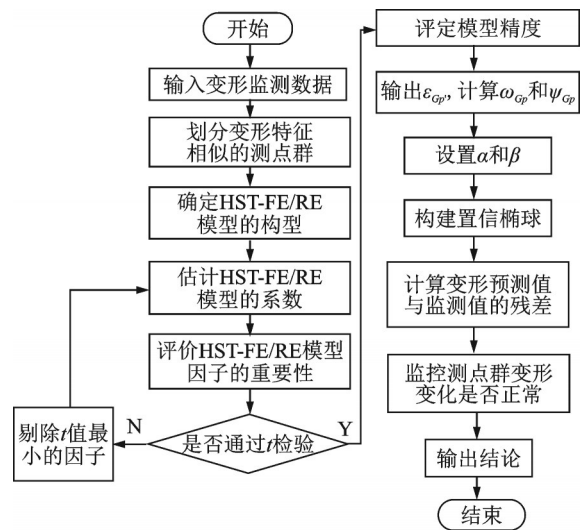 开始
输入变形监测数据
划分变形特征
相似的测点群
确定HST-FE/RE
模型的构型
估计HST-FE/RE
模型的系数
评价HST-FE/RE模型
因子的重要性
是否通过t检验
N
剔除t值最
小的因子
Y
评定模型精度
输出εGp, 计算ωGp和ψGp
设置α和β
构建置信椭球
计算变形预测值
与监测值的残差
监控测点群变形
变化是否正常
输出结论
结束